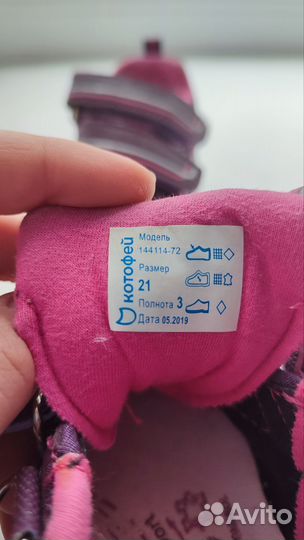 котофей
Модель
144114-72
Размер
21
Полнота 3
Дата 05.2019
Avito